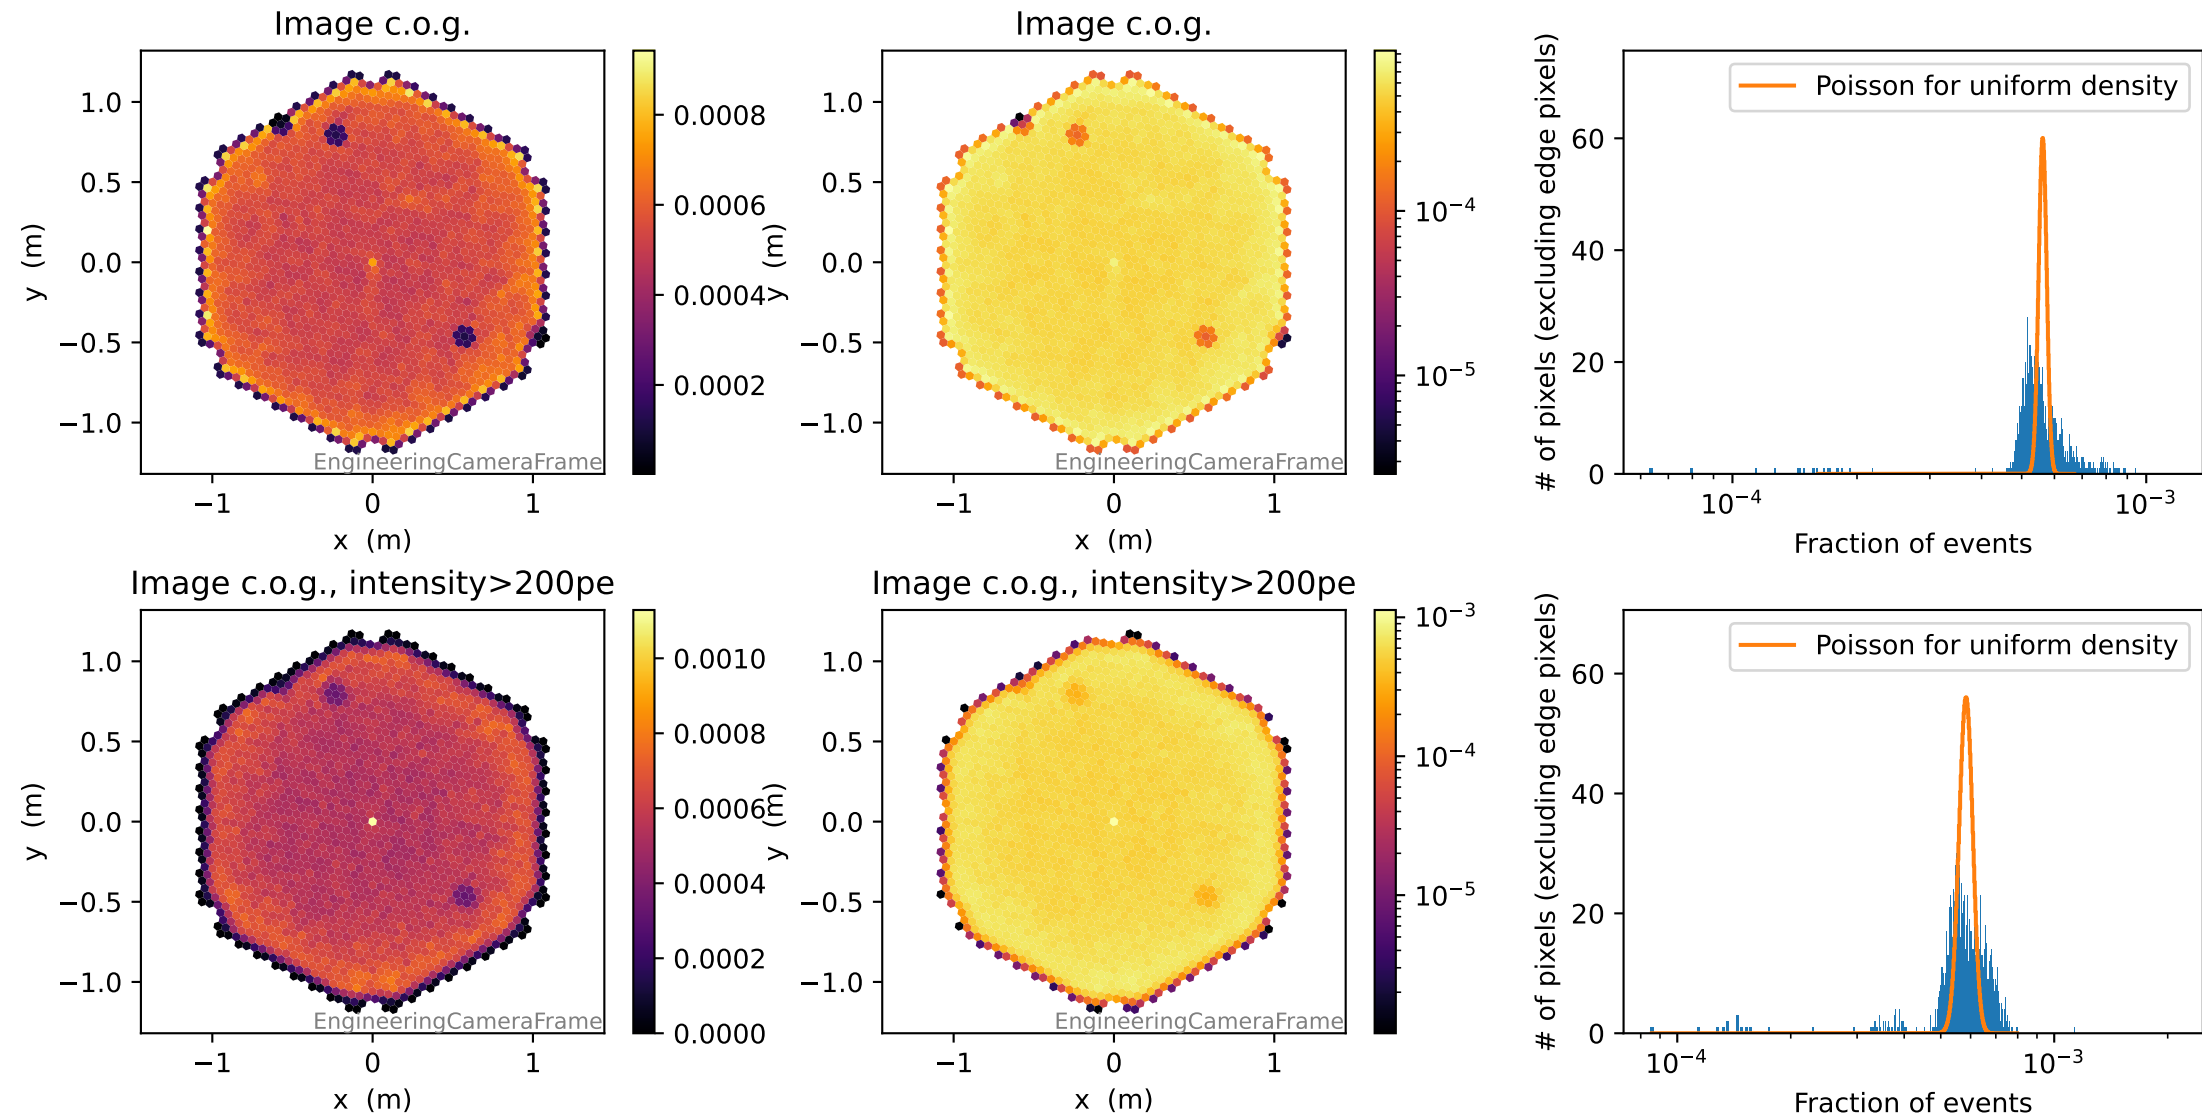 Image c.o.g.
1.0
0.5
0.0
−0.5
−1.0
−1
0
1
y (m)
x (m)
EngineeringCameraFrame
0.0008
0.0006
0.0004
0.0002
Image c.o.g.
1.0
0.5
0.0
−0.5
−1.0
−1
0
1
y (m)
x (m)
EngineeringCameraFrame
10⁻⁴
10⁻⁵
Poisson for uniform density
# of pixels (excluding edge pixels)
60
40
20
0
10⁻⁴
10⁻³
Fraction of events
Image c.o.g., intensity>200pe
1.0
0.5
0.0
−0.5
−1.0
−1
0
1
y (m)
x (m)
EngineeringCameraFrame
0.0010
0.0008
0.0006
0.0004
0.0002
0.0000
Image c.o.g., intensity>200pe
1.0
0.5
0.0
−0.5
−1.0
−1
0
1
y (m)
x (m)
EngineeringCameraFrame
10⁻³
10⁻⁴
10⁻⁵
Poisson for uniform density
# of pixels (excluding edge pixels)
60
40
20
0
10⁻⁴
10⁻³
Fraction of events